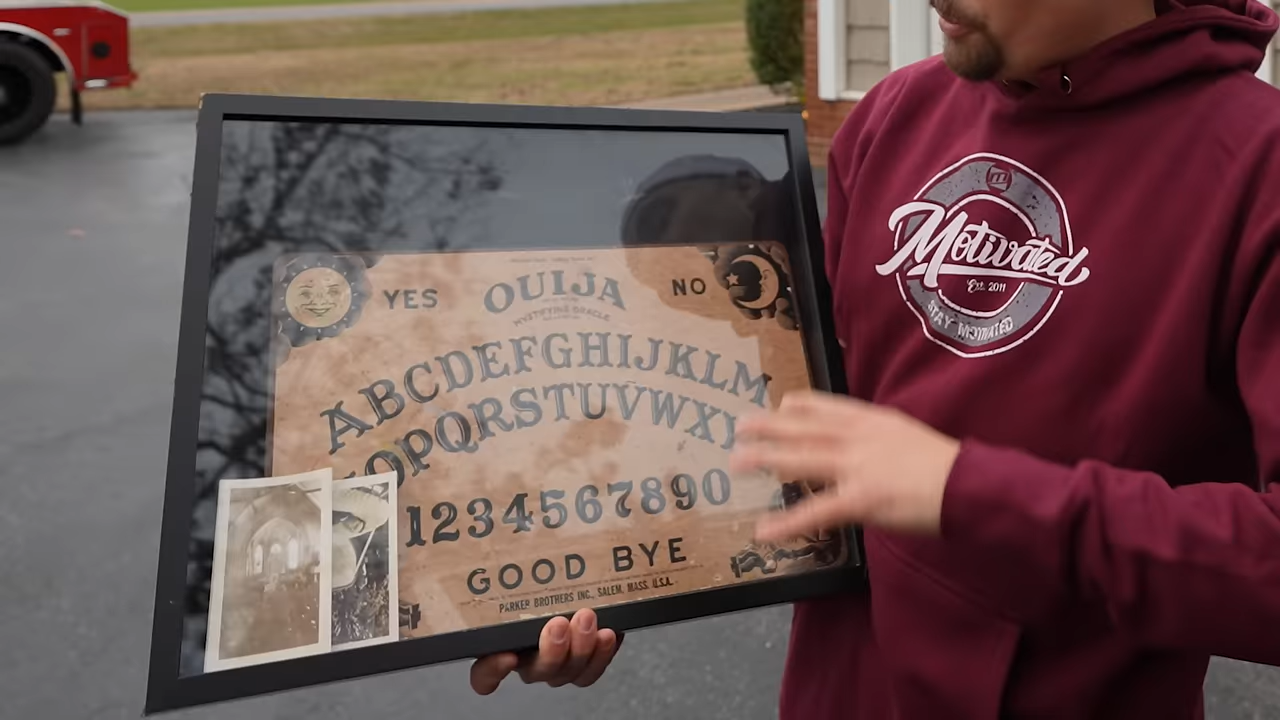 YES
OUIJA
NO
MYSTIFYING ORACLE
ABCDEFGHIJKLM
OPQRSTUVWXY
1234567890
GOOD BYE
PARKER BROTHERS INC., SALEM, MASS. U.S.A.
m
Motivated
Est. 2011
STAY MOTIVATED